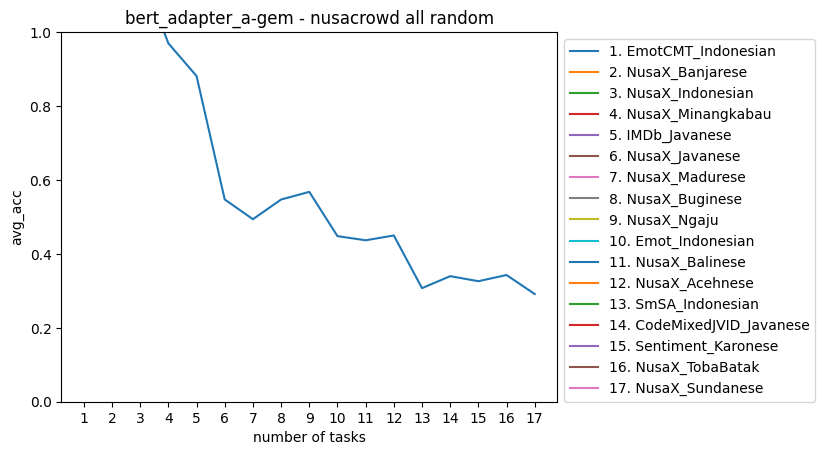 bert_adapter_a-gem - nusacrowd all random
avg_acc
1.0
0.8
0.6
0.4
0.2
0.0
1 2 3 4 5 6 7 8 9 10 11 12 13 14 15 16 17
number of tasks
1. EmotCMT_Indonesian
2. NusaX_Banjarese
3. NusaX_Indonesian
4. NusaX_Minangkabau
5. IMDb_Javanese
6. NusaX_Javanese
7. NusaX_Madurese
8. NusaX_Buginese
9. NusaX_Ngaju
10. Emot_Indonesian
11. NusaX_Balinese
12. NusaX_Acehnese
13. SmSA_Indonesian
14. CodeMixedJVID_Javanese
15. Sentiment_Karonese
16. NusaX_TobaBatak
17. NusaX_Sundanese